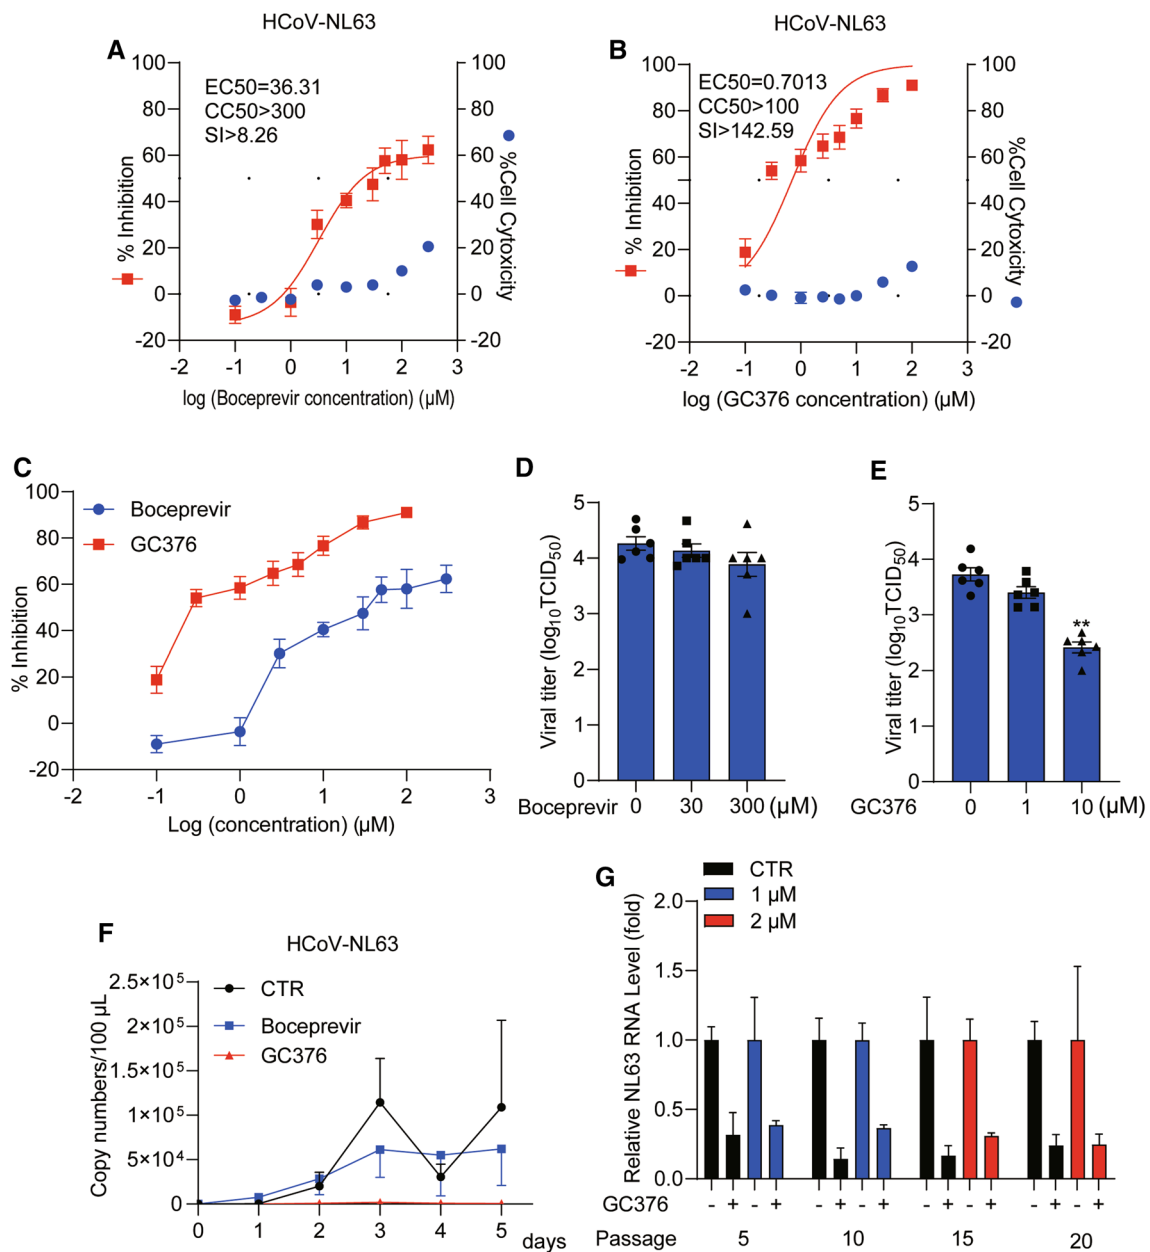 HCoV-NL63
A
EC50=36.31
CC50>300
SI>8.26
100
80
60
40
20
0
-20
% Inhibition
100
80
60
40
20
0
-20
%Cell Cytoxicity
-2 -1 0 1 2 3
log (Boceprevir concentration) (µM)
HCoV-NL63
B
EC50=0.7013
CC50>100
SI>142.59
100
80
60
40
20
0
-20
% Inhibition
100
80
60
40
20
0
-20
%Cell Cytoxicity
-2 -1 0 1 2 3
log (GC376 concentration) (µM)
C
Boceprevir
GC376
100
80
60
40
20
0
-20
% Inhibition
-2 -1 0 1 2 3
Log (concentration) (µM)
D
5
4
3
2
1
0
Viral titer (log10TCID50)
Boceprevir 0 30 300 (µM)
E
5
4
3
2
1
0
Viral titer (log10TCID50)
**
GC376 0 1 10 (µM)
F
HCoV-NL63
CTR
Boceprevir
GC376
2.5×10⁵
2×10⁵
1.5×10⁵
1×10⁵
5×10⁴
0
Copy numbers/100 µL
0 1 2 3 4 5 days
G
CTR
1 µM
2 µM
2.0
1.5
1.0
0.5
0.0
Relative NL63 RNA Level (fold)
GC376 - + - + - + - + - + - + - + - +
Passage 5 10 15 20